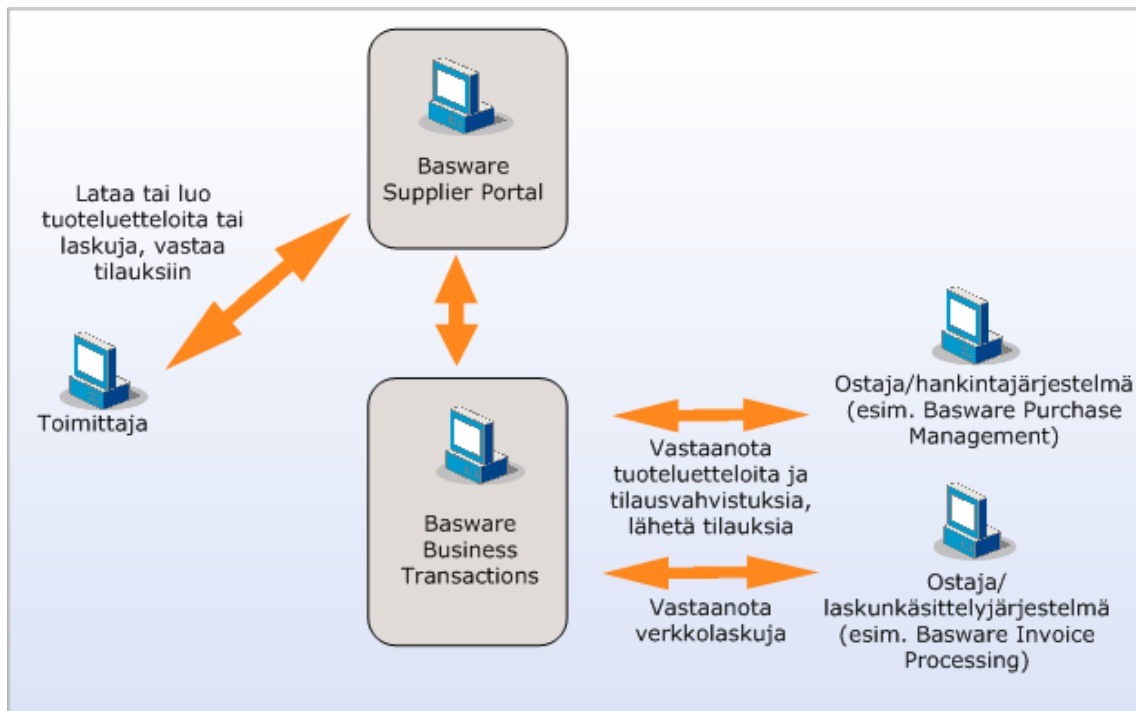 Basware
Supplier Portal
Lataa tai luo
tuoteluetteloita tai
laskuja, vastaa
tilauksiin
Toimittaja
Basware
Business
Transactions
Vastaanota
tuoteluetteloita ja
tilausvahvistuksia,
lähetä tilauksia
Ostaja/hankintajärjestelmä
(esim. Basware Purchase
Management)
Vastaanota
verkkolaskuja
Ostaja/
laskunkäsittelyjärjestelmä
(esim. Basware Invoice
Processing)